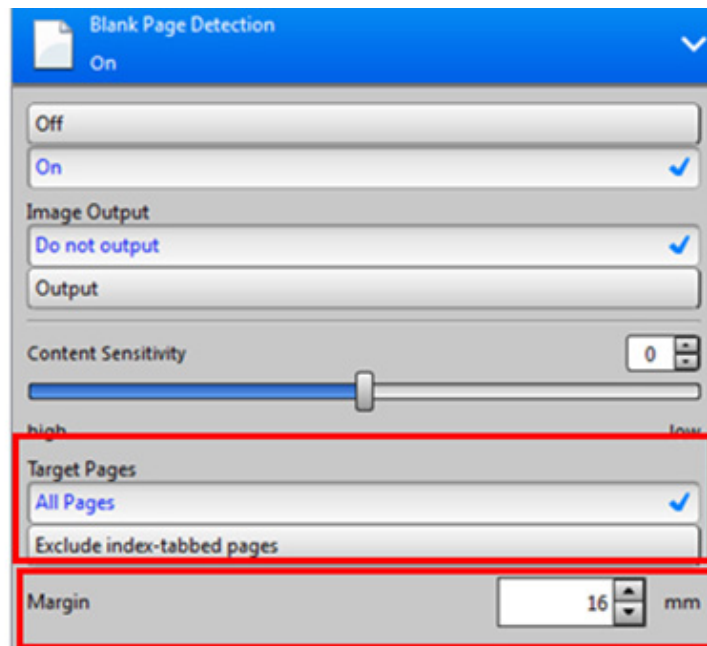 Blank Page Detection
On
Off
On
Image Output
Do not output
Output
Content Sensitivity 0
high low
Target Pages
All Pages
Exclude index-tabbed pages
Margin 16 mm